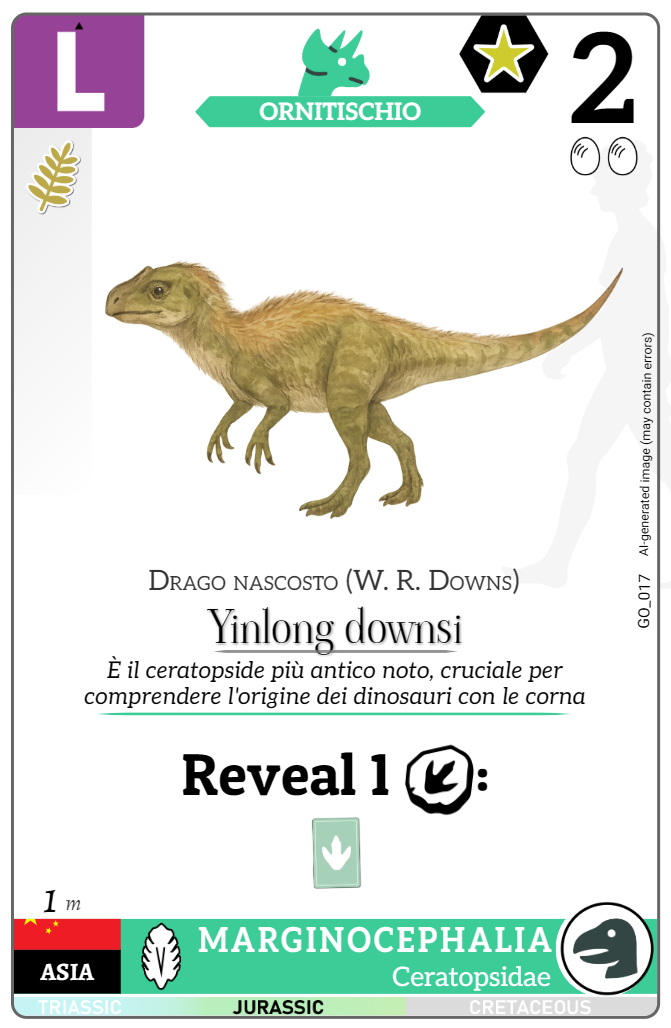 L
ORNITISCHIO
2
AI-generated image (may contain errors)
GO_017
Drago nascosto (W. R. Downs)
Yinlong downsi
È il ceratopside più antico noto, cruciale per
comprendere l'origine dei dinosauri con le corna
Reveal 1 :
1 m
ASIA
MARGINOCEPHALIA
Ceratopsidae
TRIASSIC JURASSIC CRETACEOUS